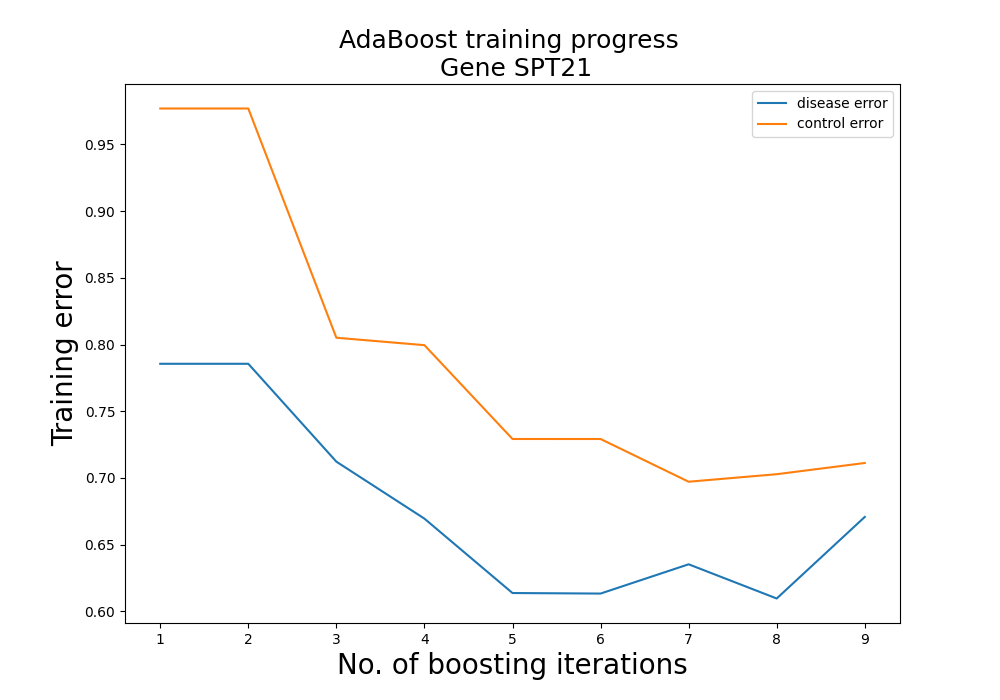 AdaBoost training progress
Gene SPT21
disease error
control error
Training error
0.95
0.90
0.85
0.80
0.75
0.70
0.65
0.60
1 2 3 4 5 6 7 8 9
No. of boosting iterations